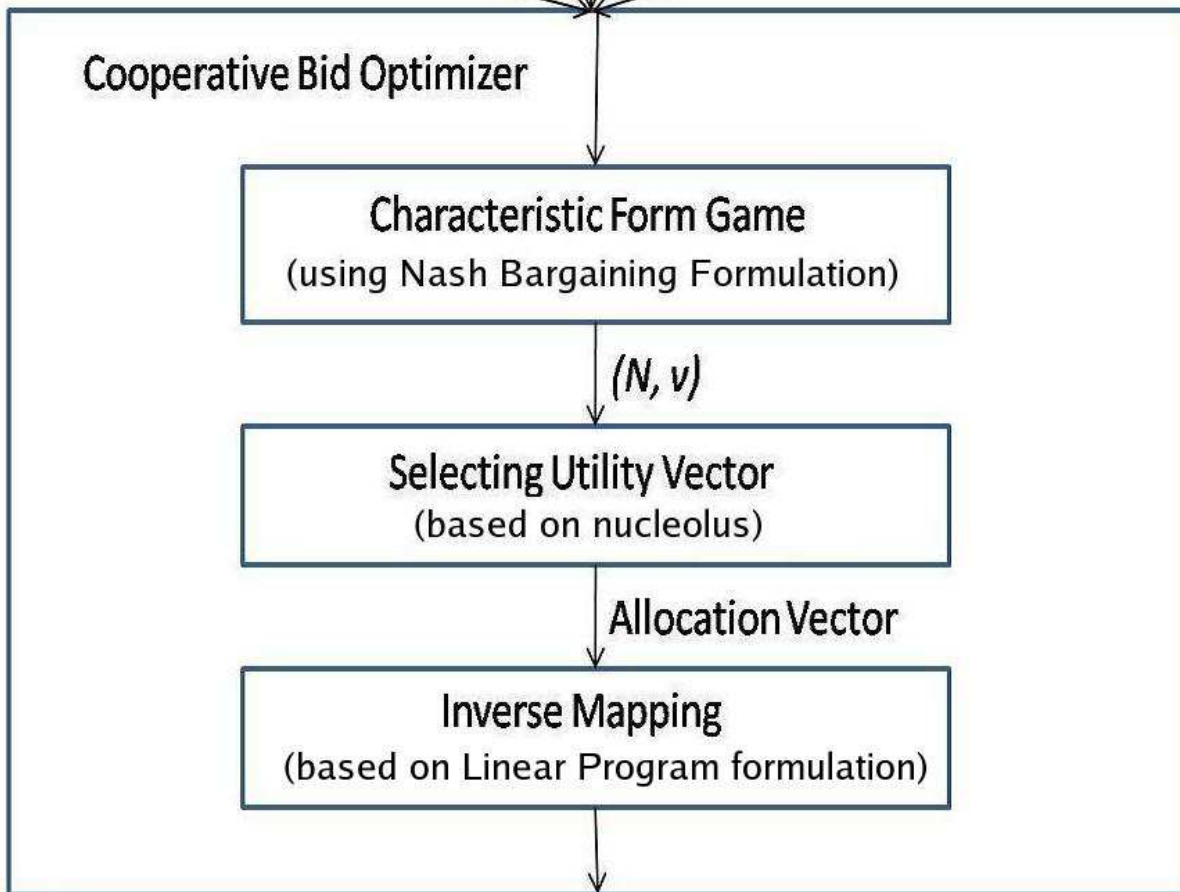 Cooperative Bid Optimizer
Characteristic Form Game
(using Nash Bargaining Formulation)
(N, v)
Selecting Utility Vector
(based on nucleolus)
Allocation Vector
Inverse Mapping
(based on Linear Program formulation)